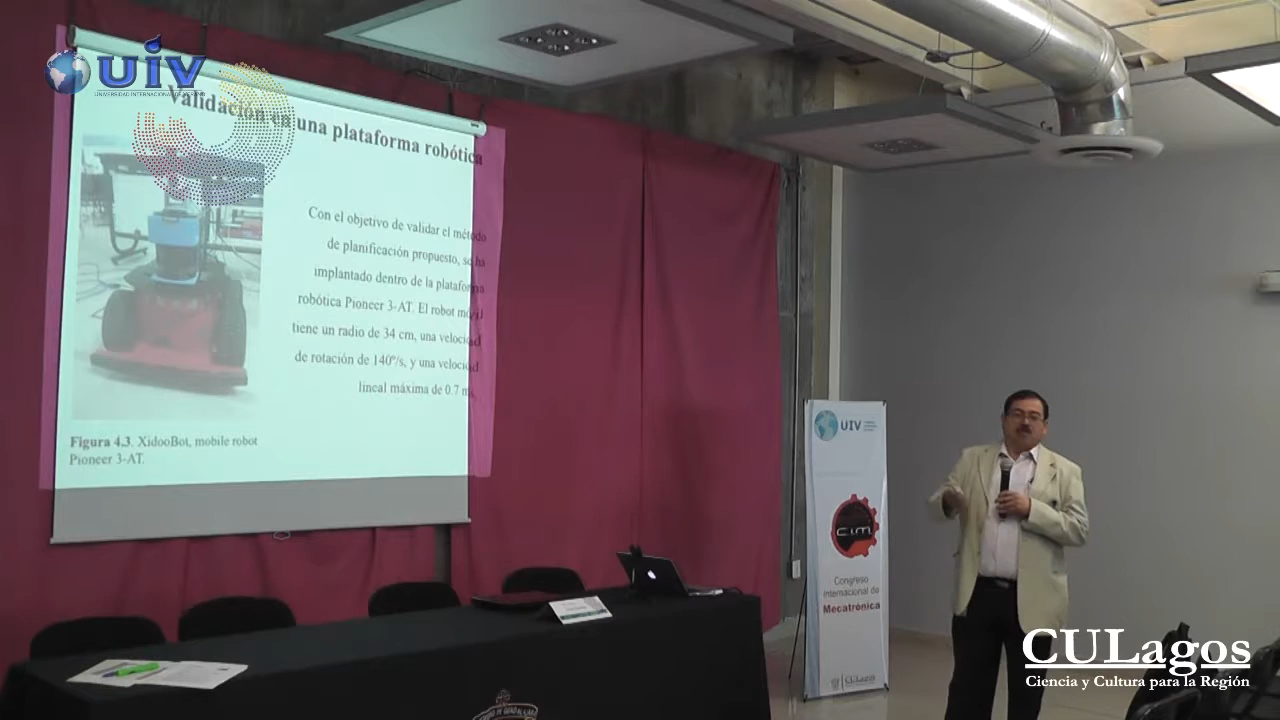 UIV
Validación en una plataforma robótica
Con el objetivo de validar el método
de planificación propuesto, se ha
implantado dentro de la plataforma
robótica Pioneer 3-AT. El robot móvil
tiene un radio de 34 cm, una velocidad
de rotación de 140º/s, y una velocidad
lineal máxima de 0.7 m
Figura 4.3. XidooBot, mobile robot
Pioneer 3-AT.
UIV
C.I.M
Congreso
Internacional de
Mecatrónica
CULagos
CULagos
Ciencia y Cultura para la Región